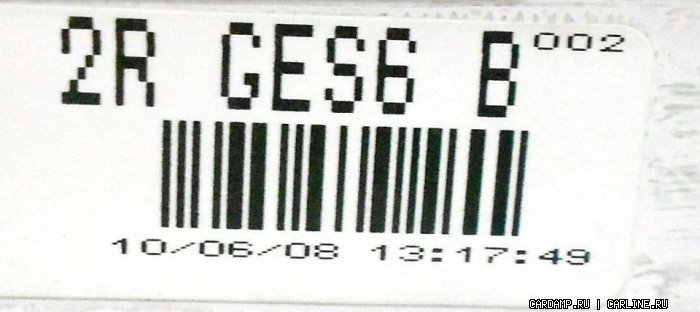 2R GES6 B 002
10/06/08 13:17:49
CARDAMP.RU | CARLINE.RU